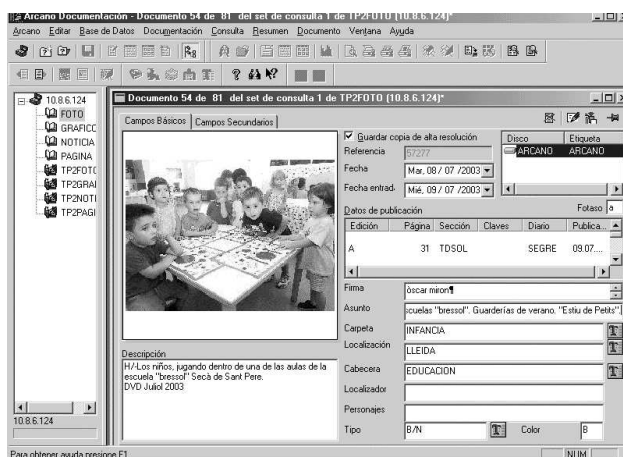 Arcano Documentación - Documento 54 de 81 del set de consulta 1 de TP2FOTO (10.8.6.124)*
Arcano Editar Base de Datos Documentación Consulta Resumen Documento Ventana Ayuda
10.8.6.124
FOTO
GRAFICO
NOTICIA
PAGINA
TP2FOTO
TP2GRAI
TP2NOTI
TP2PAGI
10.8.6.124
Documento 54 de 81 del set de consulta 1 de TP2FOTO (10.8.6.124)*
Campos Básicos Campos Secundarios
Guardar copia de alta resolución
Referencia 57277
Fecha Mar, 08/ 07 /2003
Fecha entrad. Mié, 09/ 07 /2003
Disco Etiqueta
ARCANO ARCANO
Datos de publicación Fotaso a
Edición Página Sección Claves Diario Publica...
A 31 TDSOL SEGRE 09.07....
Firma òscar miron¶
Asunto scuelas "bressol". Guarderías de verano. "Estiu de Petits".
Carpeta INFANCIA
Localización LLEIDA
Cabecera EDUCACION
Localizador
Personajes
Tipo B/N Color B
Descripción
H/-Los niños, jugando dentro de una de las aulas de la
escuela "bressol" Secà de Sant Pere.
DVD Juliol 2003
Para obtener ayuda presione F1
NUM